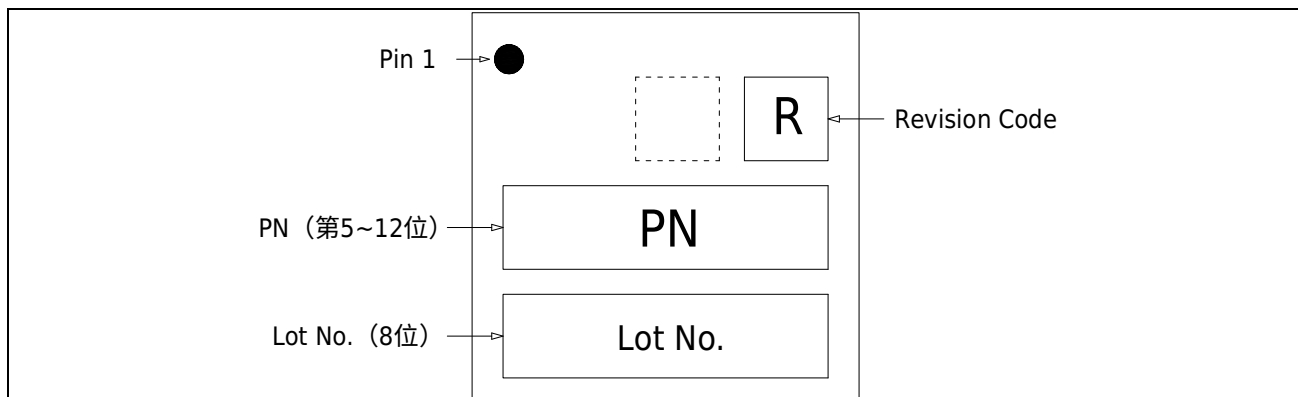 Pin 1
R
Revision Code
PN（第5~12位）
PN
Lot No.（8位）
Lot No.